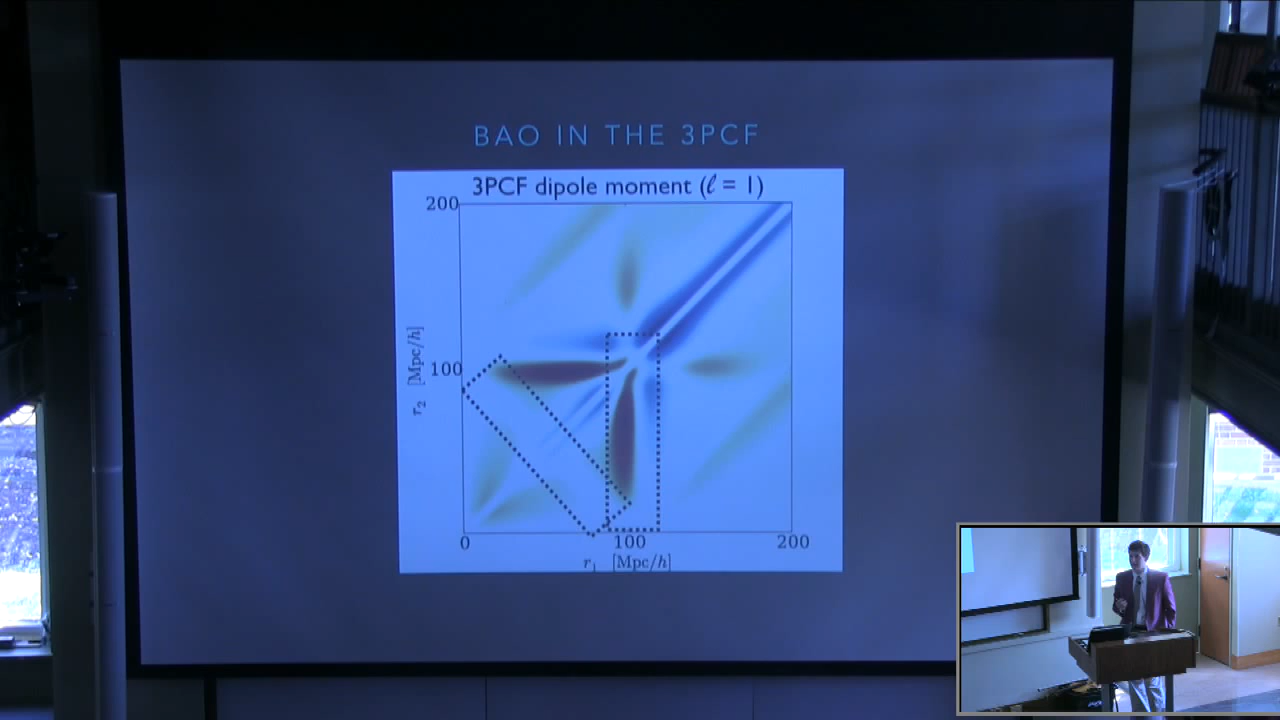 BAO IN THE 3PCF
3PCF dipole moment (ℓ = 1)
200
r₂ [Mpc/h]
100
0
100
200
r₁ [Mpc/h]